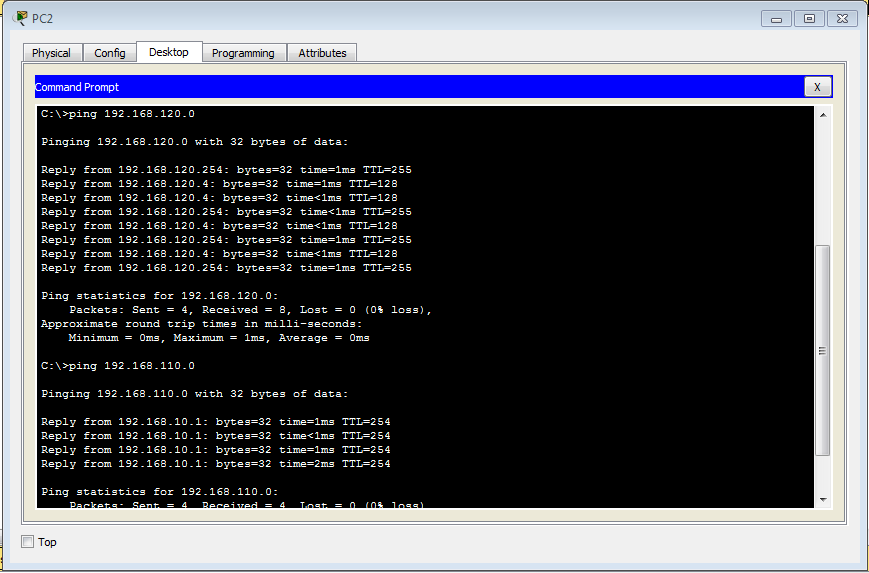 PC2
Physical Config Desktop Programming Attributes
Command Prompt X
C:\>ping 192.168.120.0
Pinging 192.168.120.0 with 32 bytes of data:
Reply from 192.168.120.254: bytes=32 time=1ms TTL=255
Reply from 192.168.120.4: bytes=32 time=1ms TTL=128
Reply from 192.168.120.4: bytes=32 time<1ms TTL=128
Reply from 192.168.120.254: bytes=32 time<1ms TTL=255
Reply from 192.168.120.4: bytes=32 time<1ms TTL=128
Reply from 192.168.120.254: bytes=32 time=1ms TTL=255
Reply from 192.168.120.4: bytes=32 time<1ms TTL=128
Reply from 192.168.120.254: bytes=32 time=1ms TTL=255
Ping statistics for 192.168.120.0:
Packets: Sent = 4, Received = 8, Lost = 0 (0% loss),
Approximate round trip times in milli-seconds:
Minimum = 0ms, Maximum = 1ms, Average = 0ms
C:\>ping 192.168.110.0
Pinging 192.168.110.0 with 32 bytes of data:
Reply from 192.168.10.1: bytes=32 time=1ms TTL=254
Reply from 192.168.10.1: bytes=32 time<1ms TTL=254
Reply from 192.168.10.1: bytes=32 time=1ms TTL=254
Reply from 192.168.10.1: bytes=32 time=2ms TTL=254
Ping statistics for 192.168.110.0:
Packets: Sent = 4, Received = 4, Lost = 0 (0% loss)
Top